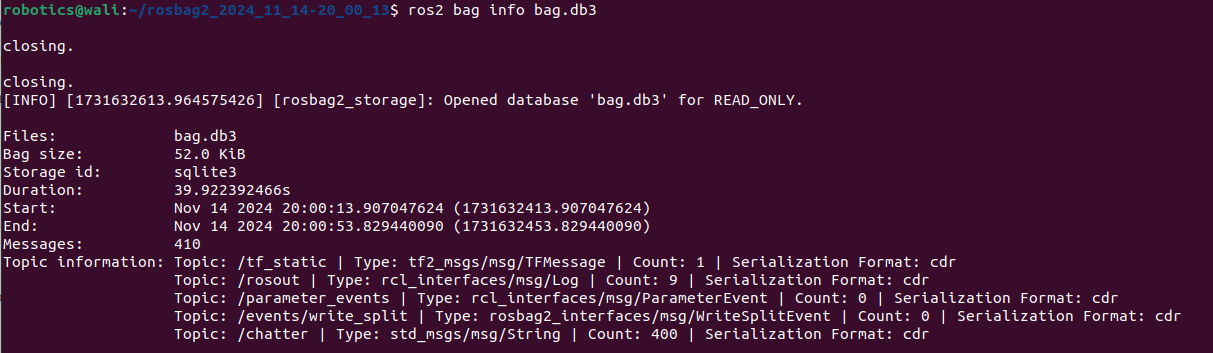 robotics@wali:~/rosbag2_2024_11_14-20_00_13$ ros2 bag info bag.db3
closing.
closing.
[INFO] [1731632613.964575426] [rosbag2_storage]: Opened database 'bag.db3' for READ_ONLY.
Files:             bag.db3
Bag size:          52.0 KiB
Storage id:        sqlite3
Duration:          39.922392466s
Start:             Nov 14 2024 20:00:13.907047624 (1731632413.907047624)
End:               Nov 14 2024 20:00:53.829440090 (1731632453.829440090)
Messages:          410
Topic information: Topic: /tf_static | Type: tf2_msgs/msg/TFMessage | Count: 1 | Serialization Format: cdr
                   Topic: /rosout | Type: rcl_interfaces/msg/Log | Count: 9 | Serialization Format: cdr
                   Topic: /parameter_events | Type: rcl_interfaces/msg/ParameterEvent | Count: 0 | Serialization Format: cdr
                   Topic: /events/write_split | Type: rosbag2_interfaces/msg/WriteSplitEvent | Count: 0 | Serialization Format: cdr
                   Topic: /chatter | Type: std_msgs/msg/String | Count: 400 | Serialization Format: cdr